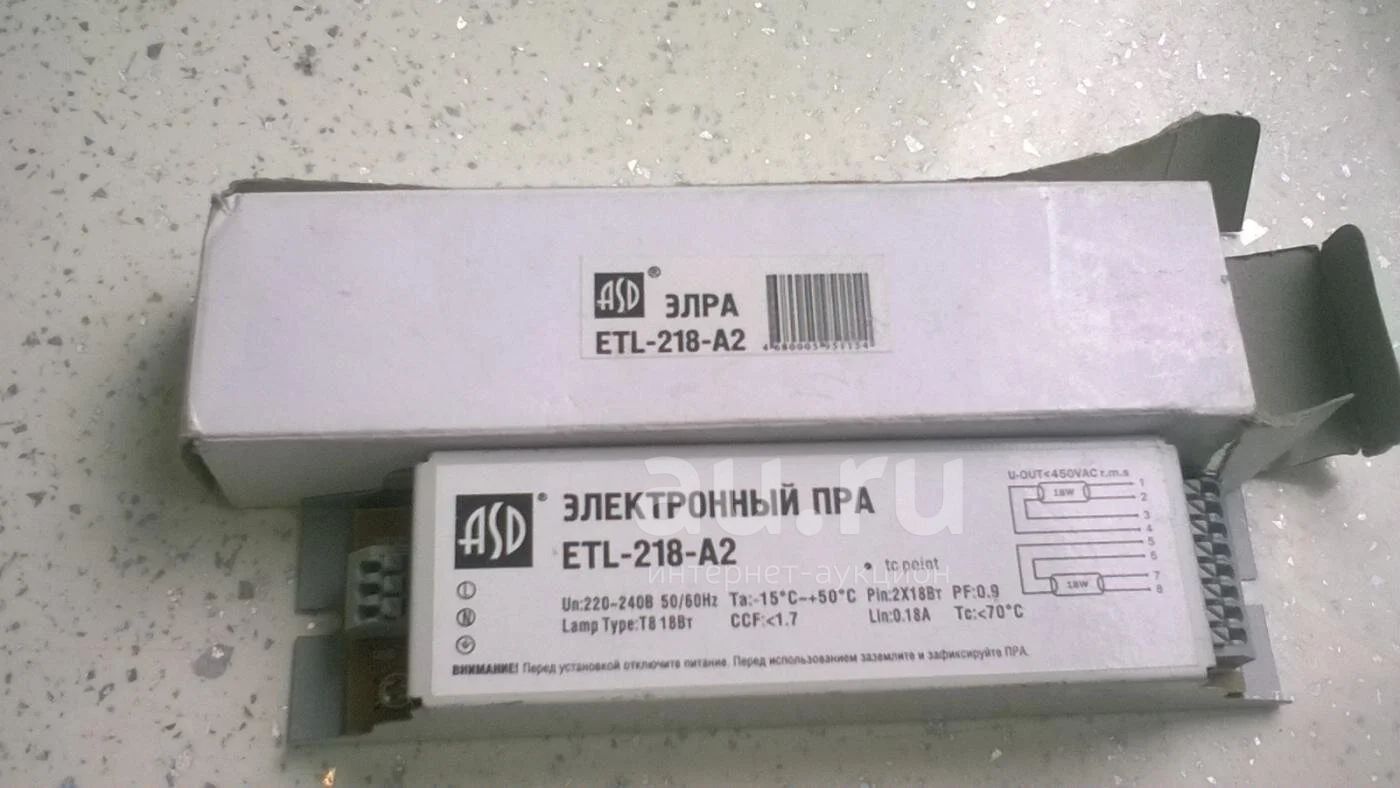 ASD® ЭЛРА
ETL-218-A2
ASD® ЭЛЕКТРОННЫЙ ПРА
ETL-218-A2
U-OUT<450VAC r.m.s
18W
1
2
3
4
5
6
7
8
18W
• tc point
L
N
Un:220~240В 50/60Hz Ta:-15°C~+50°C Pin:2X18Вт PF:0.9
Lamp Type:T8 18Вт CCF:<1.7 Lin:0.18A Tc:<70°C
ВНИМАНИЕ! Перед установкой отключите питание. Перед использованием заземлите и зафиксируйте ПРА.
au.ru
интернет-аукцион